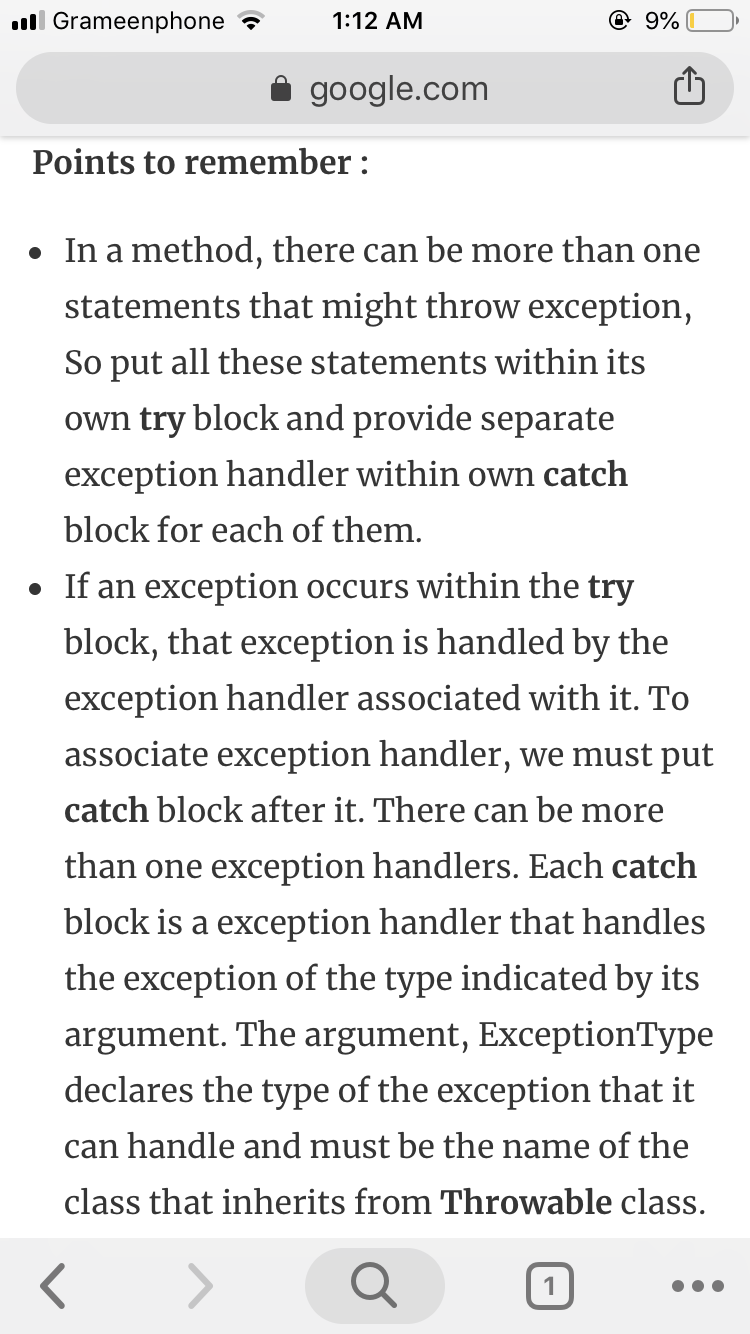 Grameenphone 1:12 AM 9%
google.com
Points to remember :
• In a method, there can be more than one
statements that might throw exception,
So put all these statements within its
own try block and provide separate
exception handler within own catch
block for each of them.
• If an exception occurs within the try
block, that exception is handled by the
exception handler associated with it. To
associate exception handler, we must put
catch block after it. There can be more
than one exception handlers. Each catch
block is a exception handler that handles
the exception of the type indicated by its
argument. The argument, ExceptionType
declares the type of the exception that it
can handle and must be the name of the
class that inherits from Throwable class.
1